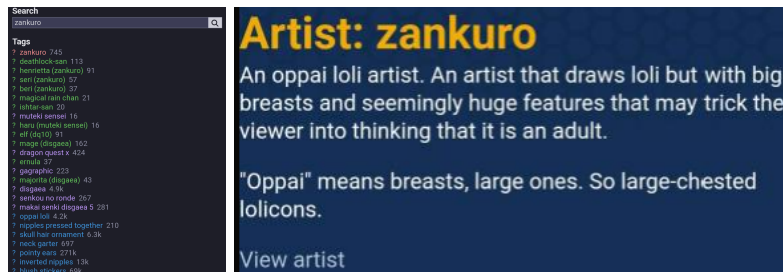 Search
zankuro
Tags
? zankuro 745
? deathlock-san 113
? henrietta (zankuro) 91
? seri (zankuro) 57
? beri (zankuro) 37
? magical rain chan 21
? ishtar-san 20
? muteki sensei 16
? haru (muteki sensei) 16
? elf (dq10) 91
? mage (disgaea) 162
? dragon quest x 424
? ernula 37
? gagraphic 223
? majorita (disgaea) 43
? disgaea 4.9k
? senkou no ronde 267
? makai senki disgaea 5 281
? oppai loli 4.2k
? nipples pressed together 210
? skull hair ornament 6.3k
? neck garter 697
? pointy ears 271k
? inverted nipples 13k
? blush stickers 69k
Artist: zankuro
An oppai loli artist. An artist that draws loli but with big
breasts and seemingly huge features that may trick the
viewer into thinking that it is an adult.
"Oppai" means breasts, large ones. So large-chested
lolicons.
View artist